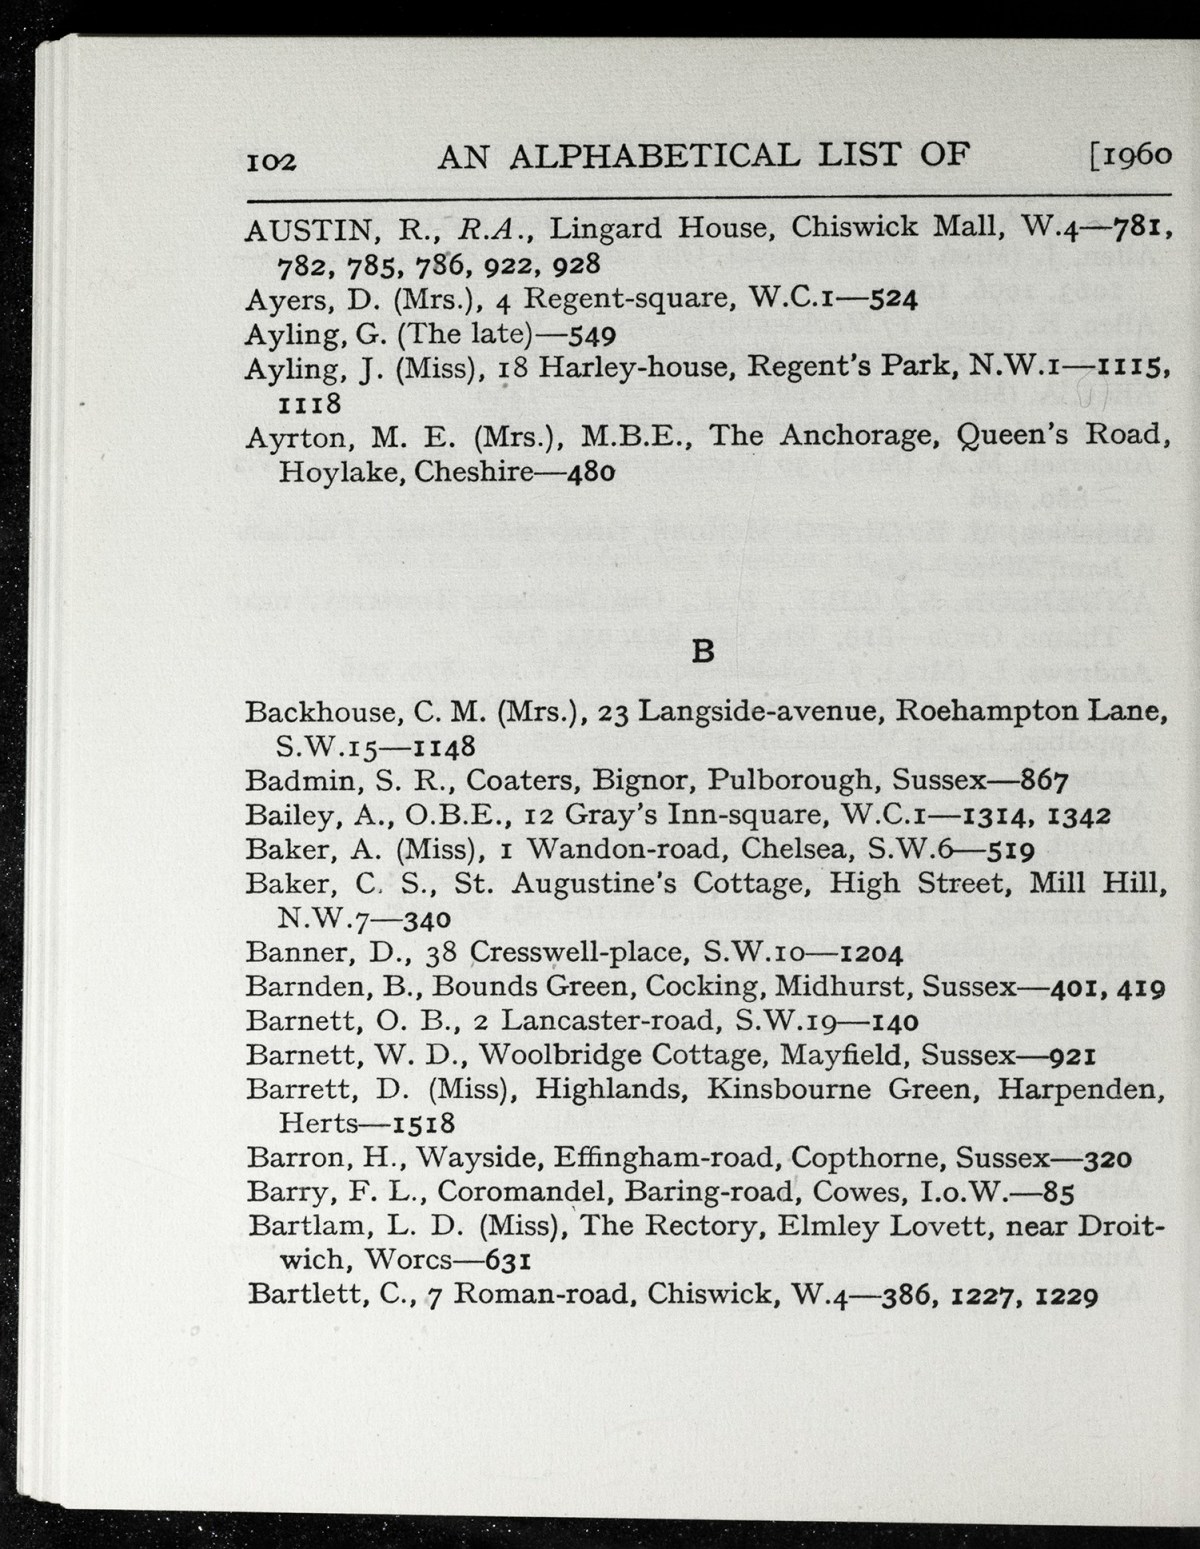 102 AN ALPHABETICAL LIST OF [1960
AUSTIN, R., R.A., Lingard House, Chiswick Mall, W.4—781,
782, 785, 786, 922, 928
Ayers, D. (Mrs.), 4 Regent-square, W.C.1—524
Ayling, G. (The late)—549
Ayling, J. (Miss), 18 Harley-house, Regent's Park, N.W.1—1115,
1118
Ayrton, M. E. (Mrs.), M.B.E., The Anchorage, Queen's Road,
Hoylake, Cheshire—480
B
Backhouse, C. M. (Mrs.), 23 Langside-avenue, Roehampton Lane,
S.W.15—1148
Badmin, S. R., Coaters, Bignor, Pulborough, Sussex—867
Bailey, A., O.B.E., 12 Gray's Inn-square, W.C.1—1314, 1342
Baker, A. (Miss), 1 Wandon-road, Chelsea, S.W.6—519
Baker, C. S., St. Augustine's Cottage, High Street, Mill Hill,
N.W.7—340
Banner, D., 38 Cresswell-place, S.W.10—1204
Barnden, B., Bounds Green, Cocking, Midhurst, Sussex—401, 419
Barnett, O. B., 2 Lancaster-road, S.W.19—140
Barnett, W. D., Woolbridge Cottage, Mayfield, Sussex—921
Barrett, D. (Miss), Highlands, Kinsbourne Green, Harpenden,
Herts—1518
Barron, H., Wayside, Effingham-road, Copthorne, Sussex—320
Barry, F. L., Coromandel, Baring-road, Cowes, I.o.W.—85
Bartlam, L. D. (Miss), The Rectory, Elmley Lovett, near Droit-
wich, Worcs—631
Bartlett, C., 7 Roman-road, Chiswick, W.4—386, 1227, 1229